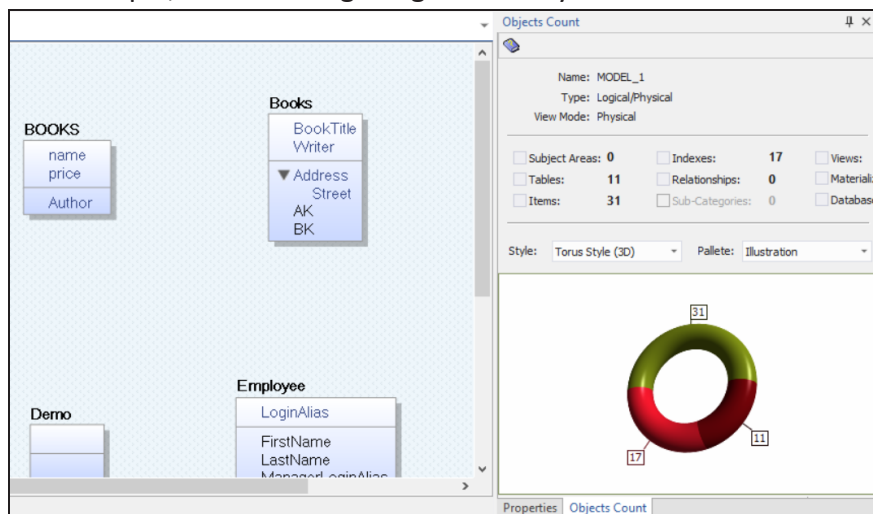 Objects Count
Name: MODEL_1
Type: Logical/Physical
View Mode: Physical
Subject Areas: 0 Indexes: 17 Views:
Tables: 11 Relationships: 0
Items: 31 Sub-Categories: 0
Style: Torus Style (3D) Pallete: Illustration
31
11
17
Properties Objects Count
BOOKS
name
price
Author
Books
BookTitle
Writer
Address
Street
AK
BK
Demo
Employee
LoginAlias
FirstName
LastName
ManagerLoginAlias